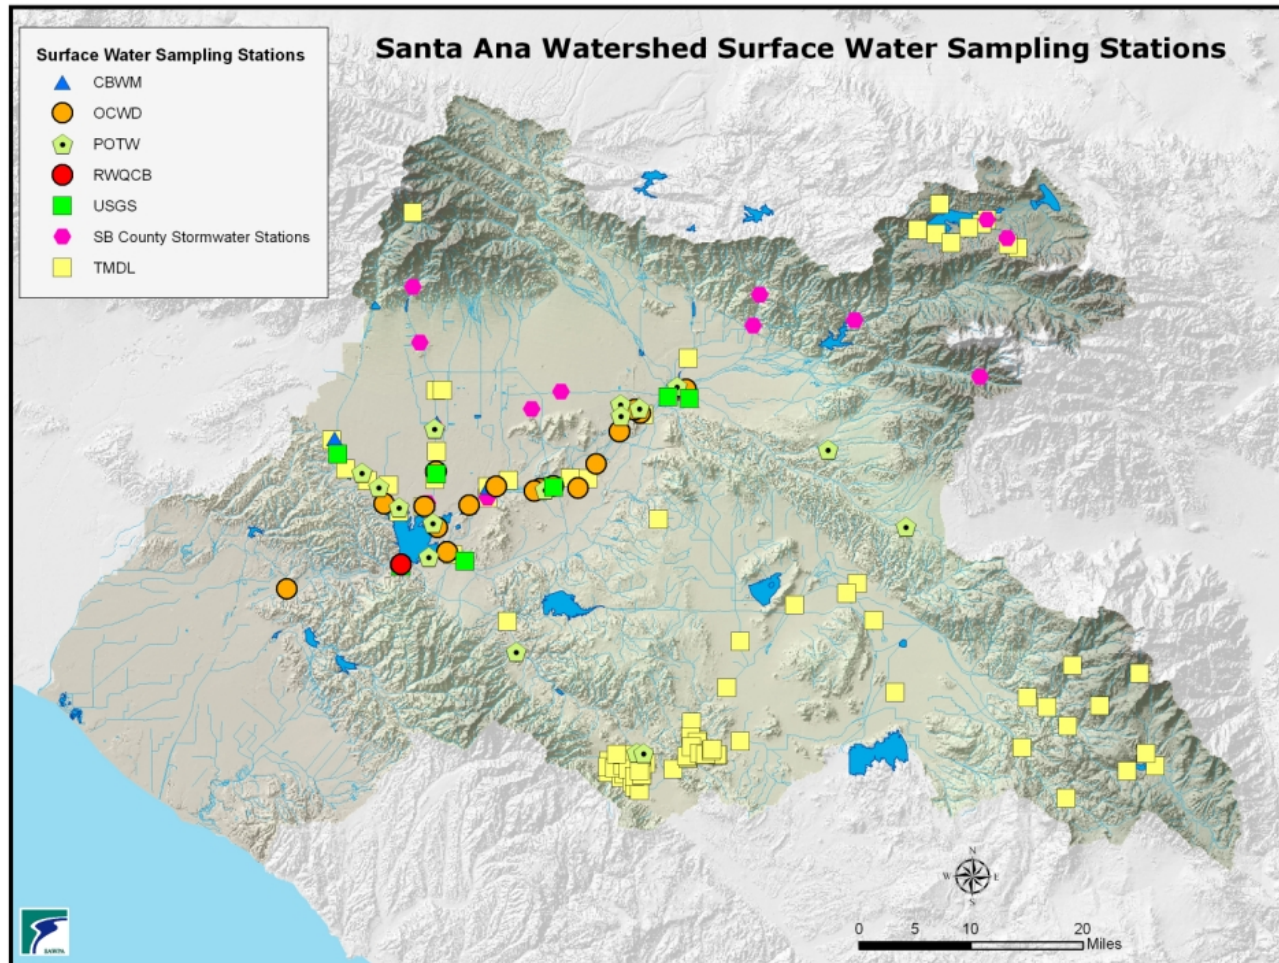 Santa Ana Watershed Surface Water Sampling Stations
Surface Water Sampling Stations
CBWM
OCWD
POTW
RWQCB
USGS
SB County Stormwater Stations
TMDL
N
W E
S
0 5 10 20
Miles
SAWPA